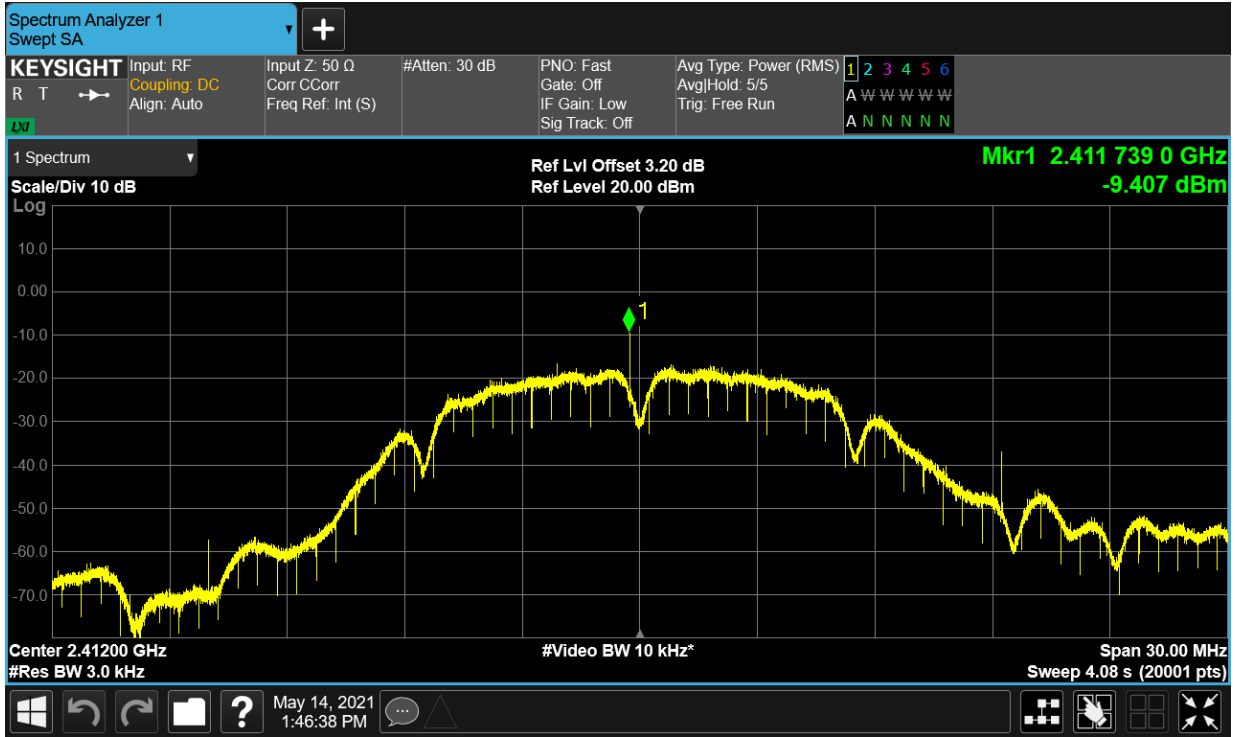 Spectrum Analyzer 1
Swept SA
+
KEYSIGHT Input: RF Input Z: 50 Ω #Atten: 30 dB PNO: Fast Avg Type: Power (RMS) 1 2 3 4 5 6
R T Coupling: DC Corr CCorr Gate: Off Avg|Hold: 5/5 A W W W W W
Align: Auto Freq Ref: Int (S) IF Gain: Low Trig: Free Run
LXI Sig Track: Off A N N N N N
1 Spectrum
Scale/Div 10 dB
Ref Lvl Offset 3.20 dB
Ref Level 20.00 dBm
Mkr1 2.411 739 0 GHz
-9.407 dBm
Log
10.0
0.00
1
-10.0
-20.0
-30.0
-40.0
-50.0
-60.0
-70.0
Center 2.41200 GHz #Video BW 10 kHz* Span 30.00 MHz
#Res BW 3.0 kHz Sweep 4.08 s (20001 pts)
? May 14, 2021
1:46:38 PM